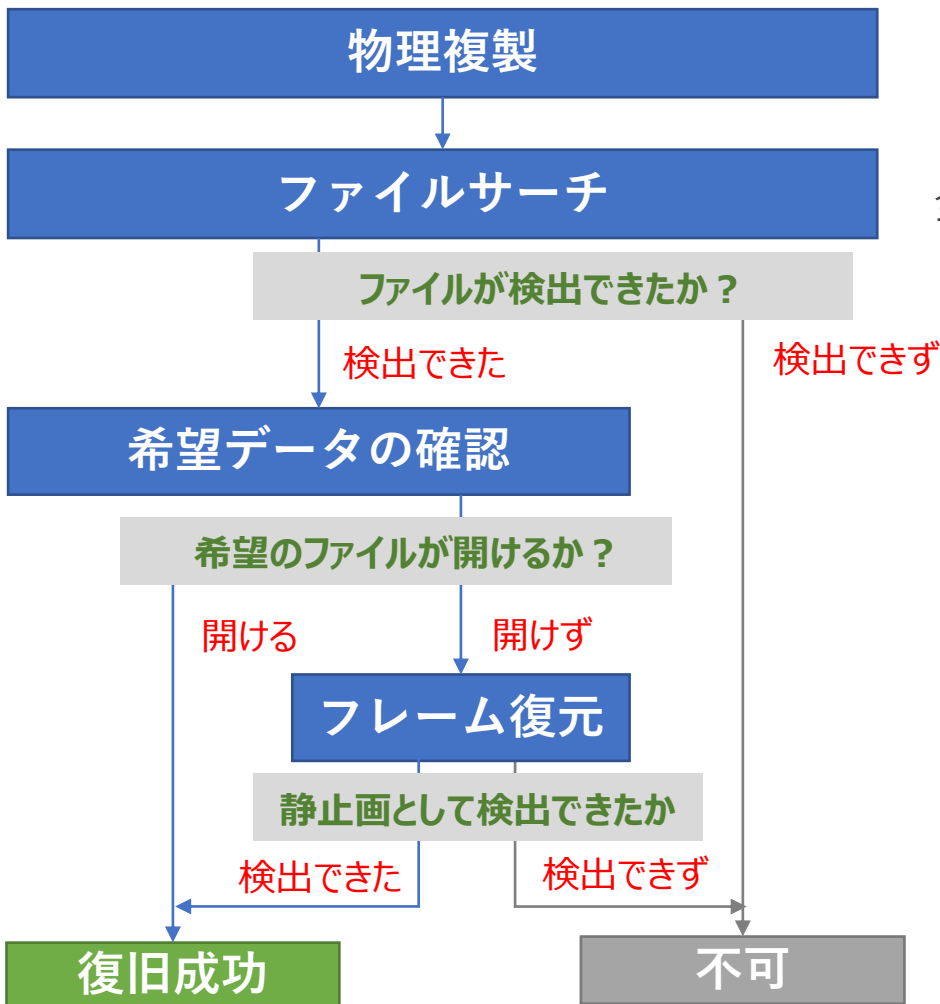 物理複製
ファイルサーチ
ファイルが検出できたか？
検出できた
検出できず
希望データの確認
希望のファイルが開けるか？
開ける
開けず
フレーム復元
静止画として検出できたか
検出できた
検出できず
復旧成功
不可